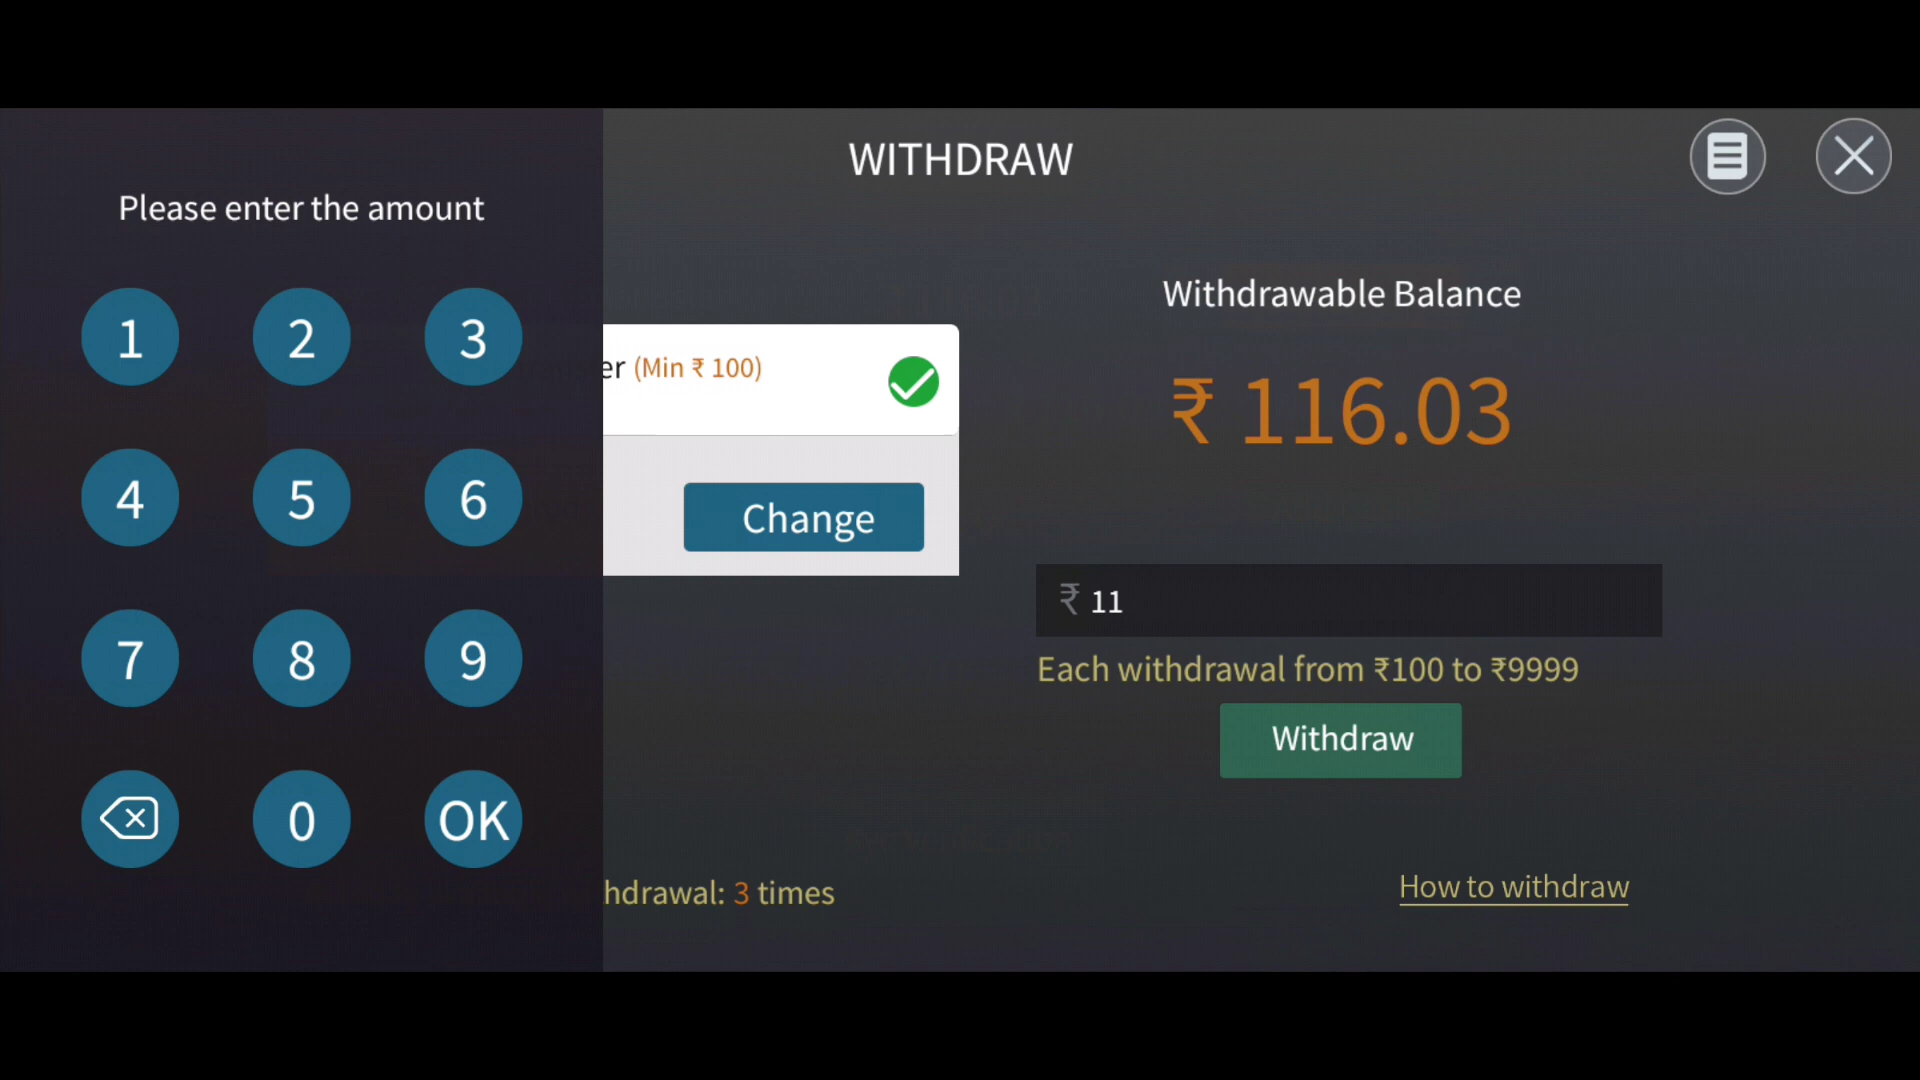 WITHDRAW
Please enter the amount
1 2 3
4 5 6
7 8 9
0 OK
er (Min ₹ 100)
Change
Withdrawable Balance
₹ 116.03
₹ 11
Each withdrawal from ₹100 to ₹9999
Withdraw
hdrawal: 3 times
How to withdraw